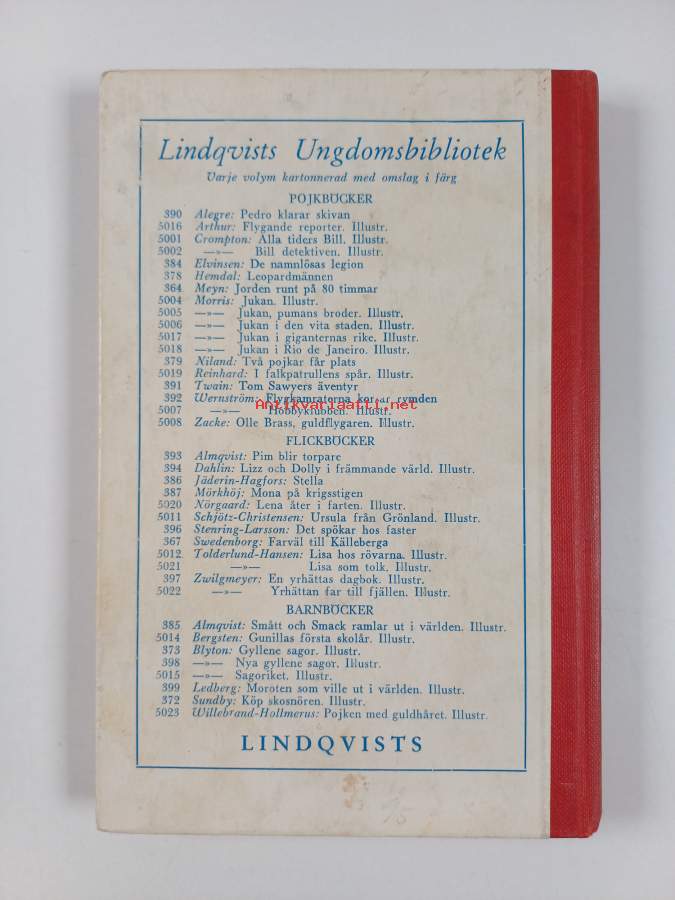 Lindqvists Ungdomsbibliotek
Varje volym kartonnerad med omslag i färg
POJKBÖCKER
390 Alegre: Pedro klarar skivan
5016 Arthur: Flygande reporter. Illustr.
5001 Crompton: Alla tiders Bill. Illustr.
5002 —»— Bill detektiven. Illustr.
384 Elvinsen: De namnlösas legion
378 Hemdal: Leopardmännen
364 Meyn: Jorden runt på 80 timmar
5004 Morris: Jukan. Illustr.
5005 —»— Jukan, pumans broder. Illustr.
5006 —»— Jukan i den vita staden. Illustr.
5017 —»— Jukan i giganternas rike. Illustr.
5018 —»— Jukan i Rio de Janeiro. Illustr.
379 Niland: Två pojkar får plats
5019 Reinhard: I falkpatrullens spår. Illustr.
391 Twain: Tom Sawyers äventyr
392 Wernström: Flygkamraterna korsar rymden
Antikvariaatti.net
5007 —»— Hobbyklubben. Illustr.
5008 Zacke: Olle Brass, guldflygaren. Illustr.
FLICKBÖCKER
393 Almqvist: Pim blir torpare
394 Dahlin: Lizz och Dolly i främmande värld. Illustr.
386 Jäderin-Hagfors: Stella
387 Mörkhöj: Mona på krigsstigen
5020 Nörgaard: Lena åter i farten. Illustr.
5011 Schjötz-Christensen: Ursula från Grönland. Illustr.
396 Stenring-Larsson: Det spökar hos faster
367 Swedenborg: Farväl till Källeberga
5012 Tolderlund-Hansen: Lisa hos rövarna. Illustr.
5021 —»— Lisa som tolk. Illustr.
397 Zwilgmeyer: En yrhättas dagbok. Illustr.
5022 —»— Yrhättan far till fjällen. Illustr.
BARNBÖCKER
385 Almqvist: Smått och Smack ramlar ut i världen. Illustr.
5014 Bergsten: Gunillas första skolår. Illustr.
373 Blyton: Gyllene sagor. Illustr.
398 —»— Nya gyllene sagor. Illustr.
5015 —»— Sagoriket. Illustr.
399 Ledberg: Moroten som ville ut i världen. Illustr.
372 Sundby: Köp skosnören. Illustr.
5023 Willebrand-Hollmerus: Pojken med guldhåret. Illustr.
LINDQVISTS